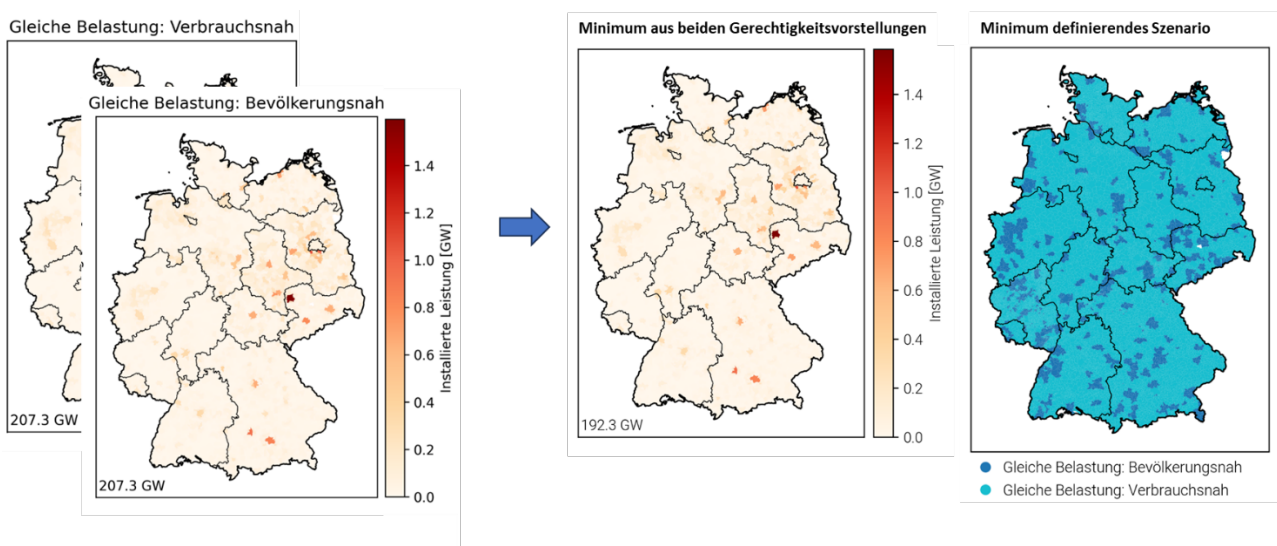 Gleiche Belastung: Verbrauchsnah
207.3 GW
Gleiche Belastung: Bevölkerungsnah
1.4
1.2
1.0
0.8
0.6
0.4
0.2
0.0
Installierte Leistung [GW]
207.3 GW
Minimum aus beiden Gerechtigkeitsvorstellungen
1.4
1.2
1.0
0.8
0.6
0.4
0.2
0.0
Installierte Leistung [GW]
192.3 GW
Minimum definierendes Szenario
Gleiche Belastung: Bevölkerungsnah
Gleiche Belastung: Verbrauchsnah